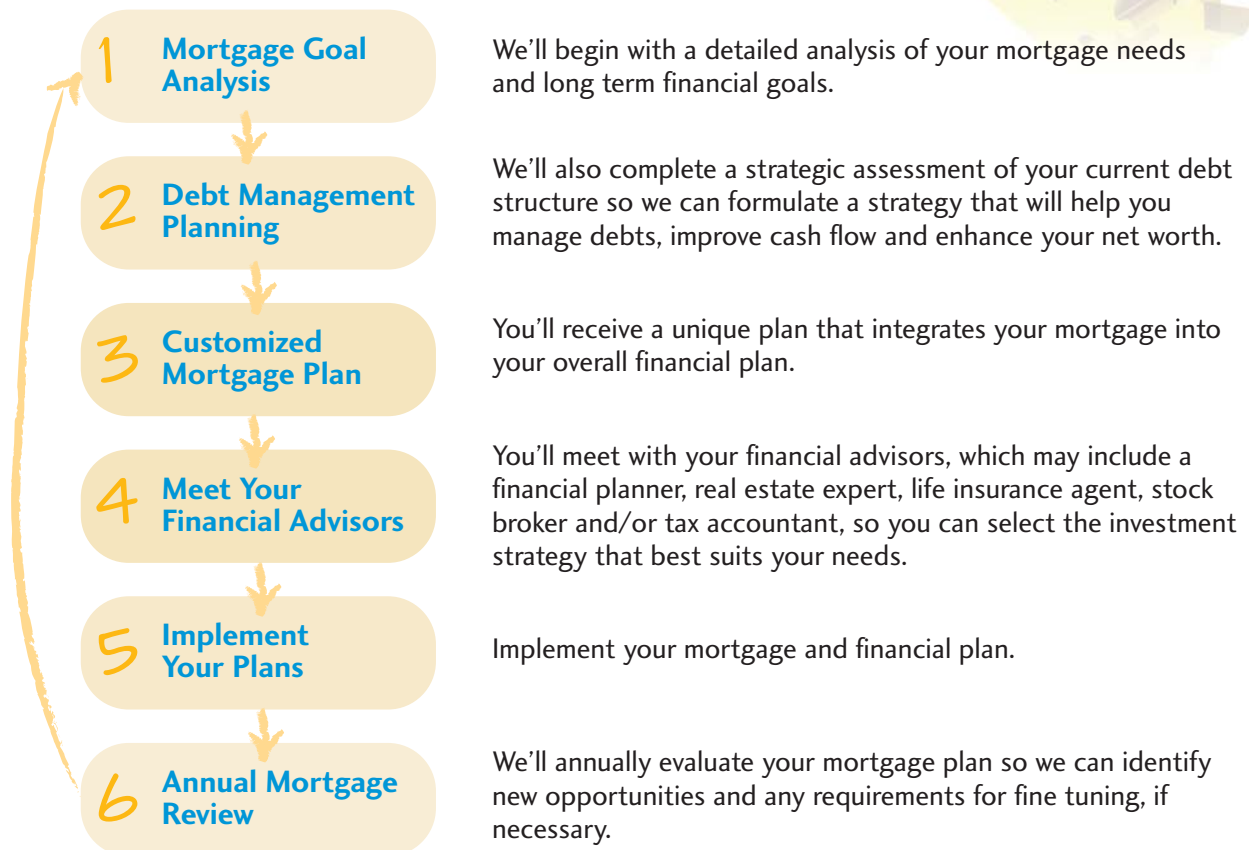 1
Mortgage Goal
Analysis
We'll begin with a detailed analysis of your mortgage needs
and long term financial goals.
2
Debt Management
Planning
We'll also complete a strategic assessment of your current debt
structure so we can formulate a strategy that will help you
manage debts, improve cash flow and enhance your net worth.
3
Customized
Mortgage Plan
You'll receive a unique plan that integrates your mortgage into
your overall financial plan.
4
Meet Your
Financial Advisors
You'll meet with your financial advisors, which may include a
financial planner, real estate expert, life insurance agent, stock
broker and/or tax accountant, so you can select the investment
strategy that best suits your needs.
5
Implement
Your Plans
Implement your mortgage and financial plan.
6
Annual Mortgage
Review
We'll annually evaluate your mortgage plan so we can identify
new opportunities and any requirements for fine tuning, if
necessary.